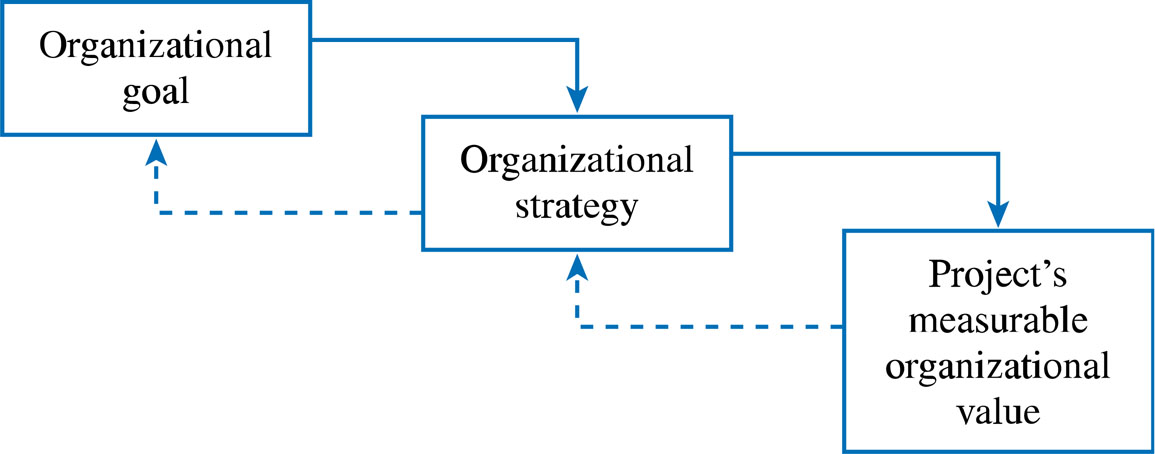 Organizational
goal
Organizational
strategy
Project’s
measurable
organizational
value